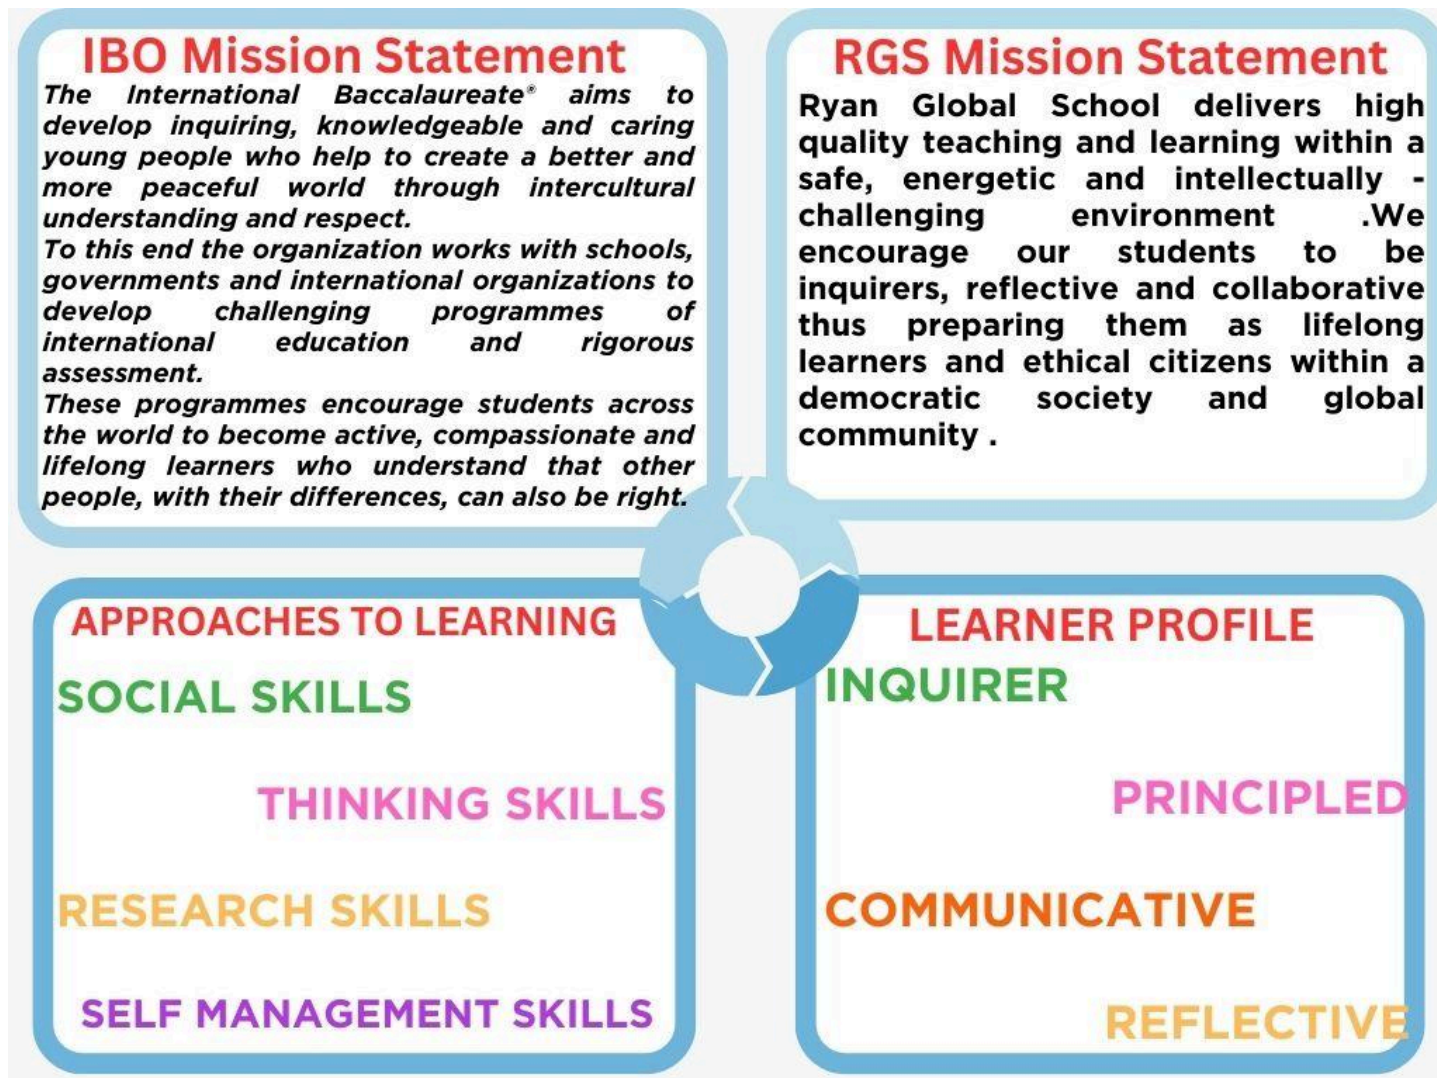 IBO Mission Statement
The International Baccalaureate® aims to
develop inquiring, knowledgeable and caring
young people who help to create a better and
more peaceful world through intercultural
understanding and respect.
To this end the organization works with schools,
governments and international organizations to
develop challenging programmes of
international education and rigorous
assessment.
These programmes encourage students across
the world to become active, compassionate and
lifelong learners who understand that other
people, with their differences, can also be right.
RGS Mission Statement
Ryan Global School delivers high
quality teaching and learning within a
safe, energetic and intellectually -
challenging environment .We
encourage our students to be
inquirers, reflective and collaborative
thus preparing them as lifelong
learners and ethical citizens within a
democratic society and global
community .
APPROACHES TO LEARNING
SOCIAL SKILLS
THINKING SKILLS
RESEARCH SKILLS
SELF MANAGEMENT SKILLS
LEARNER PROFILE
INQUIRER
PRINCIPLED
COMMUNICATIVE
REFLECTIVE